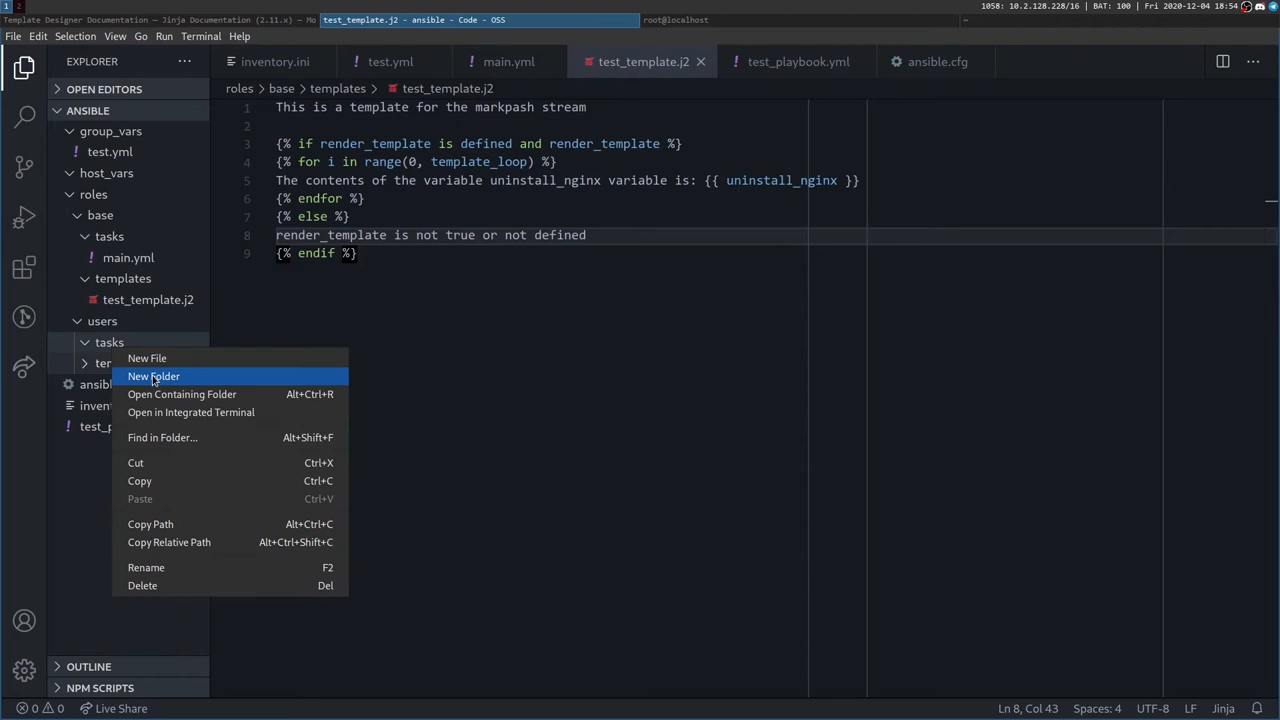 1 2 1058: 10.2.128.228/16 | BAT: 100 | Fri 2020-12-04 18:54
Template Designer Documentation — Jinja Documentation (2.11.x) — Mo test_template.j2 - ansible - Code - OSS root@localhost ~
File Edit Selection View Go Run Terminal Help
EXPLORER ··· inventory.ini ! test.yml ! main.yml test_template.j2 ! test_playbook.yml ansible.cfg ···
OPEN EDITORS
roles > base > templates > test_template.j2
ANSIBLE
group_vars
! test.yml
host_vars
roles
base
tasks
! main.yml
templates
test_template.j2
users
tasks
ter
ansibl
invent
! test_p
1 This is a template for the markpash stream
2
3 {% if render_template is defined and render_template %}
4 {% for i in range(0, template_loop) %}
5 The contents of the variable uninstall_nginx variable is: {{ uninstall_nginx }}
6 {% endfor %}
7 {% else %}
8 render_template is not true or not defined
9 {% endif %}
New File
New Folder
Open Containing Folder Alt+Ctrl+R
Open in Integrated Terminal
Find in Folder... Alt+Shift+F
Cut Ctrl+X
Copy Ctrl+C
Paste Ctrl+V
Copy Path Alt+Ctrl+C
Copy Relative Path Alt+Ctrl+Shift+C
Rename F2
Delete Del
OUTLINE
NPM SCRIPTS
0 0 Live Share Ln 8, Col 43 Spaces: 4 UTF-8 LF Jinja